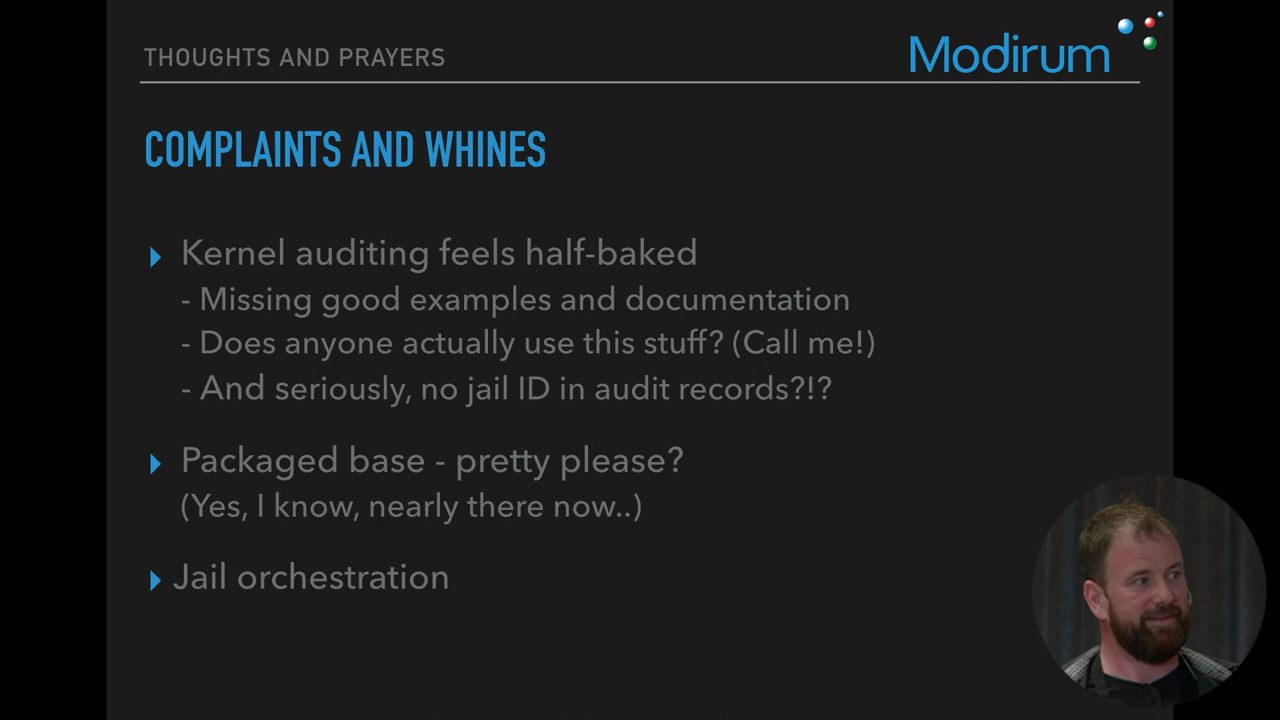 THOUGHTS AND PRAYERS
Modirum
COMPLAINTS AND WHINES
Kernel auditing feels half-baked
- Missing good examples and documentation
- Does anyone actually use this stuff? (Call me!)
- And seriously, no jail ID in audit records?!?
Packaged base - pretty please?
(Yes, I know, nearly there now..)
Jail orchestration